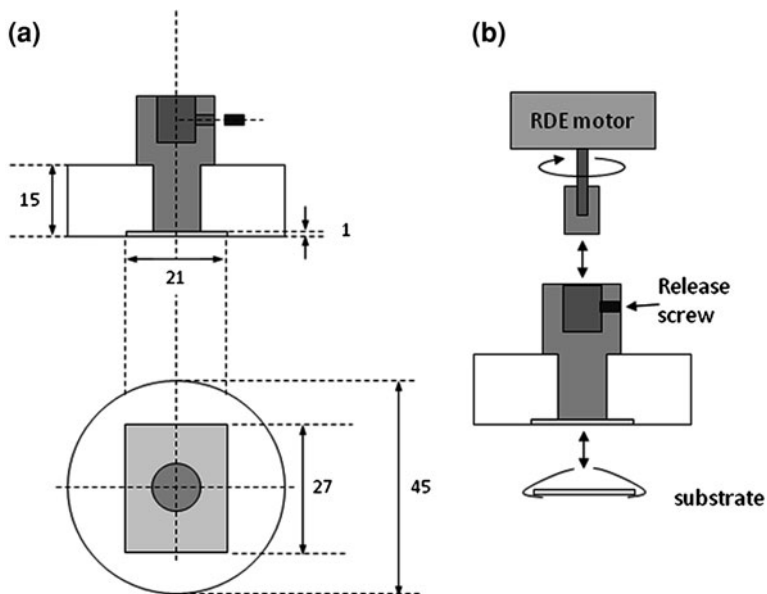 (a)
15
1
21
27
45
(b)
RDE motor
Release
screw
substrate